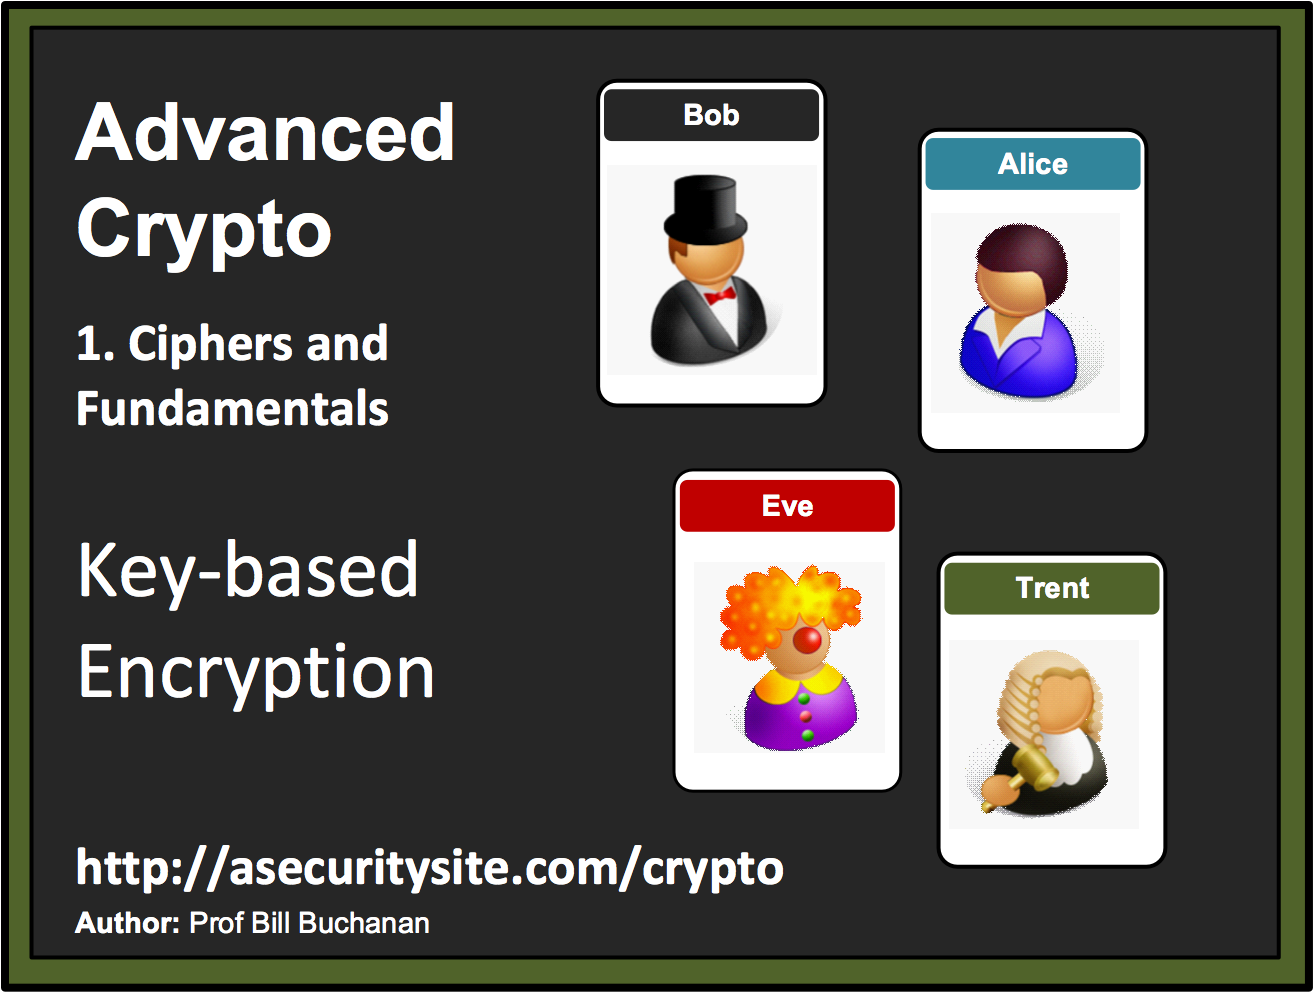 Advanced
Crypto
1. Ciphers and
Fundamentals
Key-based
Encryption
http://asecuritysite.com/crypto
Author: Prof Bill Buchanan
Bob
Alice
Eve
Trent